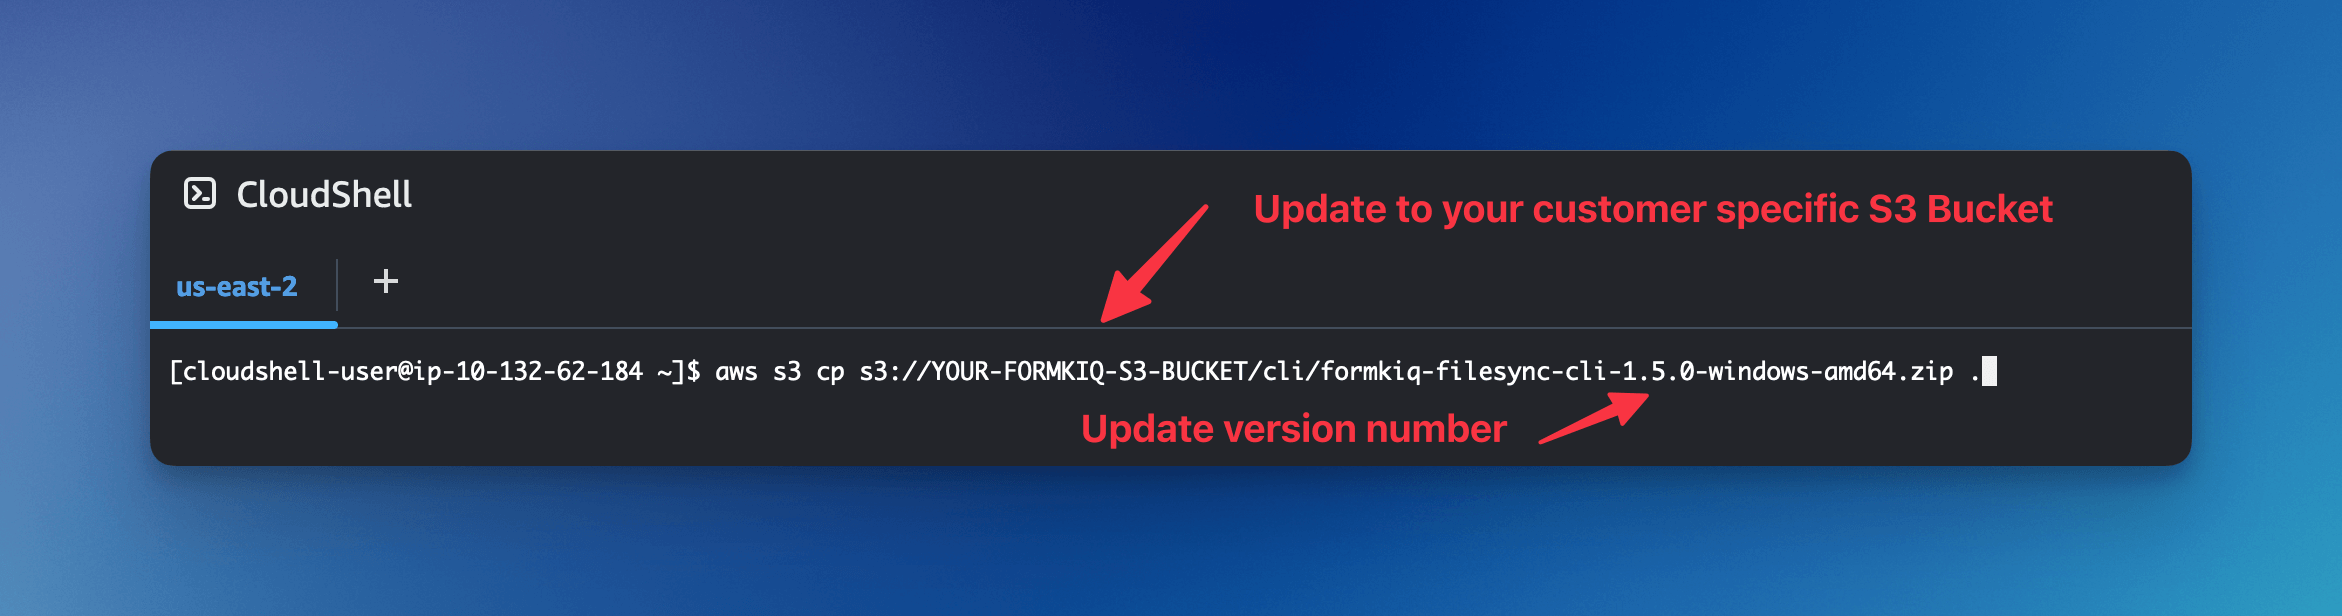 CloudShell
Update to your customer specific S3 Bucket
us-east-2 +
[cloudshell-user@ip-10-132-62-184 ~]$ aws s3 cp s3://YOUR-FORMKIQ-S3-BUCKET/cli/formkiq-filesync-cli-1.5.0-windows-amd64.zip .
Update version number